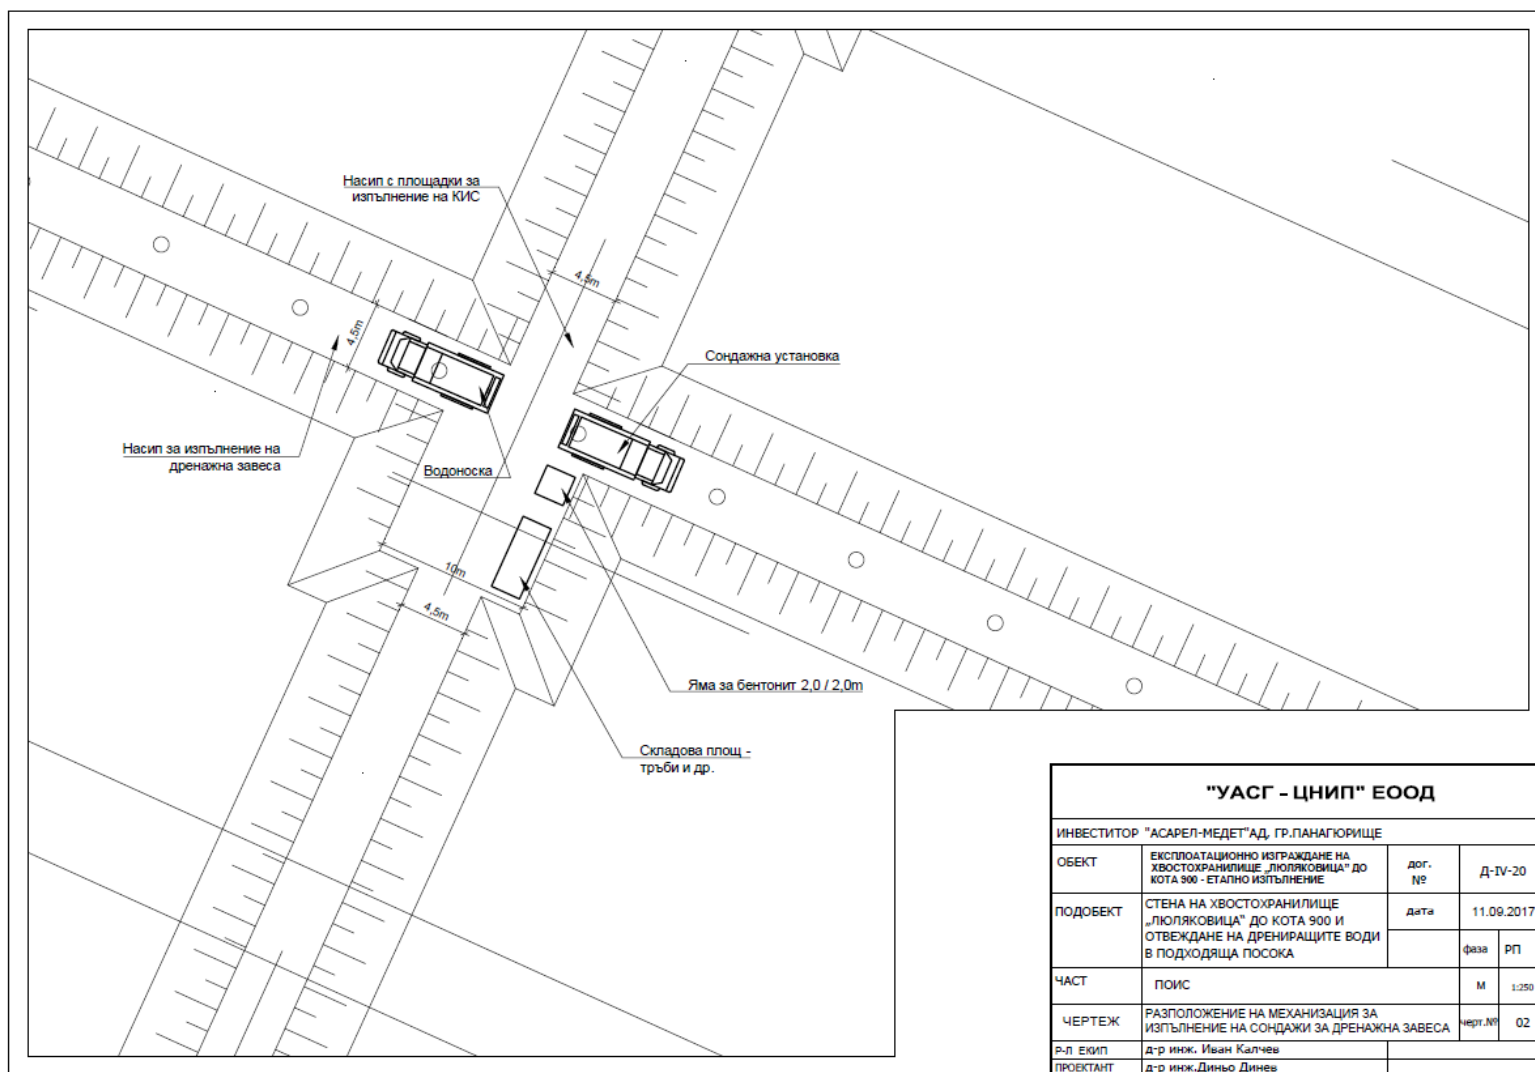 Насип с площадки за
изпълнение на КИС
4,5m
4,5m
Сондажна установка
Насип за изпълнение на
дренажна завеса
Водоноска
10m
4,5m
Яма за бентонит 2,0 / 2,0m
Складова площ -
тръби и др.
"УАСГ - ЦНИП" ЕООД
ИНВЕСТИТОР "АСАРЕЛ-МЕДЕТ"АД, ГР.ПАНАГЮРИЩЕ
ОБЕКТ
ЕКСПЛОАТАЦИОННО ИЗГРАЖДАНЕ НА
ХВОСТОХРАНИЛИЩЕ „ЛЮЛЯКОВИЦА" ДО
КОТА 900 - ЕТАПНО ИЗПЪЛНЕНИЕ
дог.
№
Д-IV-20
ПОДОБЕКТ
СТЕНА НА ХВОСТОХРАНИЛИЩЕ
„ЛЮЛЯКОВИЦА" ДО КОТА 900 И
ОТВЕЖДАНЕ НА ДРЕНИРАЩИТЕ ВОДИ
В ПОДХОДЯЩА ПОСОКА
дата
11.09.2017
фаза
РП
ЧАСТ
ПОИС
М
1:250
ЧЕРТЕЖ
РАЗПОЛОЖЕНИЕ НА МЕХАНИЗАЦИЯ ЗА
ИЗПЪЛНЕНИЕ НА СОНДАЖИ ЗА ДРЕНАЖНА ЗАВЕСА
черт.№
02
Р-Л ЕКИП
д-р инж. Иван Калчев
ПРОЕКТАНТ
д-р инж.Диньо Динев